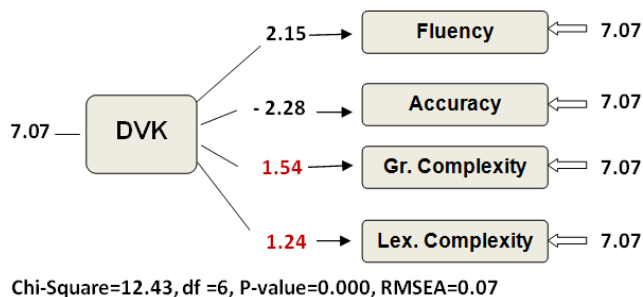 2.15 Fluency 7.07
- 2.28 Accuracy 7.07
7.07 DVK
1.54 Gr. Complexity 7.07
1.24 Lex. Complexity 7.07
Chi-Square=12.43, df =6, P-value=0.000, RMSEA=0.07